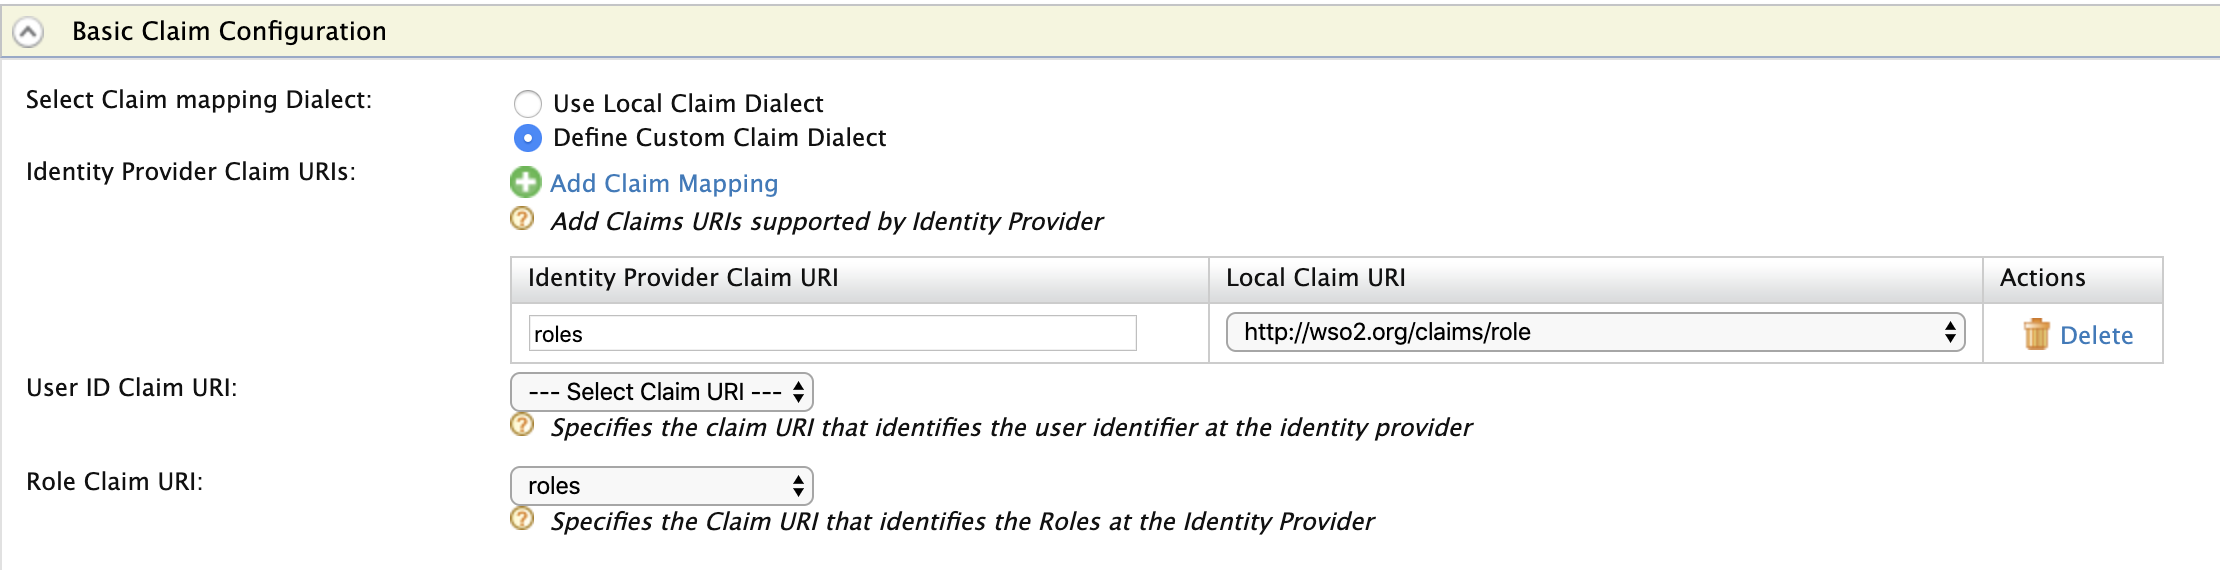 Basic Claim Configuration
Select Claim mapping Dialect:
Use Local Claim Dialect
Define Custom Claim Dialect
Identity Provider Claim URIs:
Add Claim Mapping
Add Claims URIs supported by Identity Provider
Identity Provider Claim URI Local Claim URI Actions
roles http://wso2.org/claims/role Delete
User ID Claim URI:
--- Select Claim URI ---
Specifies the claim URI that identifies the user identifier at the identity provider
Role Claim URI:
roles
Specifies the Claim URI that identifies the Roles at the Identity Provider